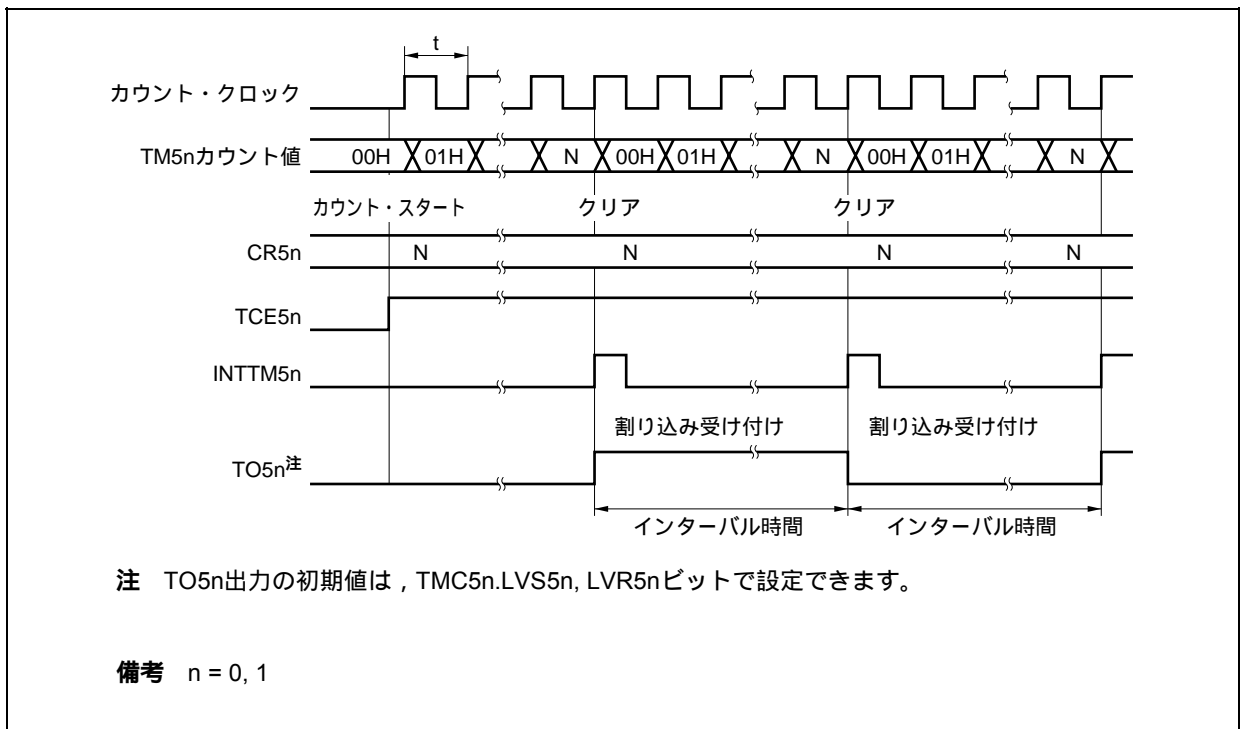 t
カウント・クロック
TM5nカウント値 00H 01H N 00H 01H N 00H 01H N
カウント・スタート クリア クリア
CR5n N N N N
TCE5n
INTTM5n
割り込み受け付け 割り込み受け付け
TO5n注
インターバル時間 インターバル時間
注 TO5n出力の初期値は，TMC5n.LVS5n, LVR5nビットで設定できます。
備考 n = 0, 1